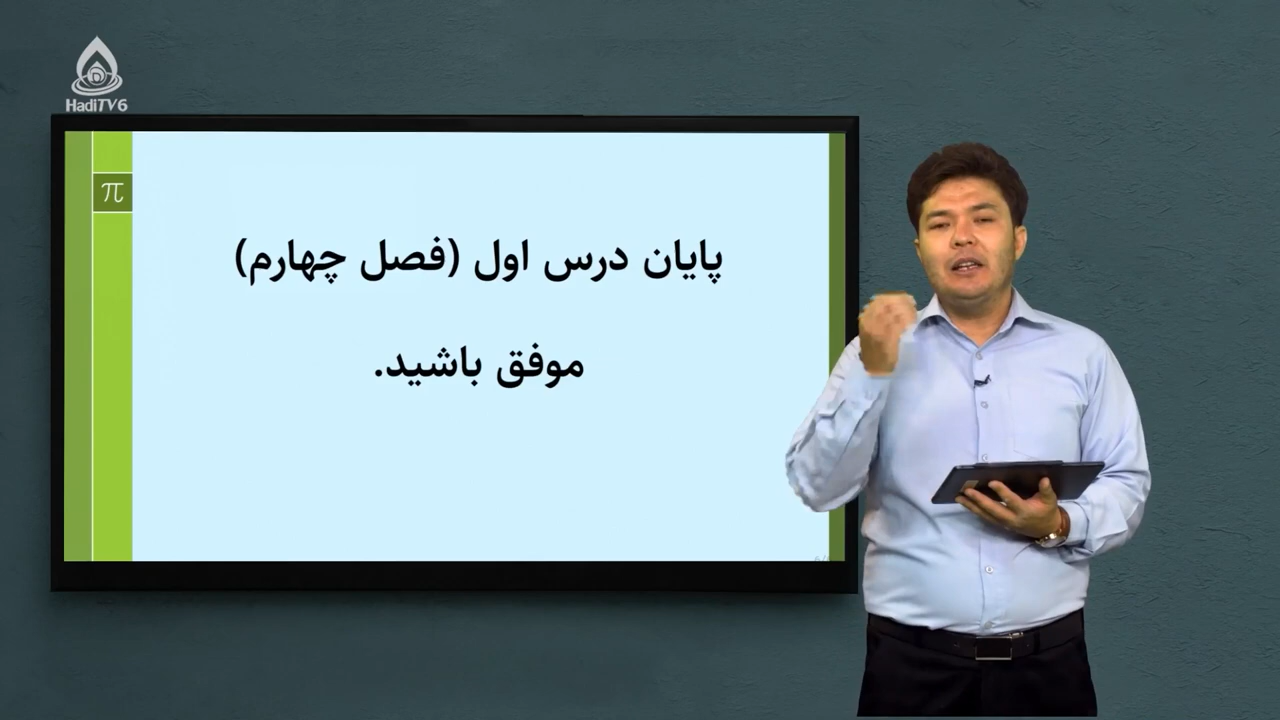 HadiTV6
π
پایان درس اول (فصل چهارم)
موفق باشید.